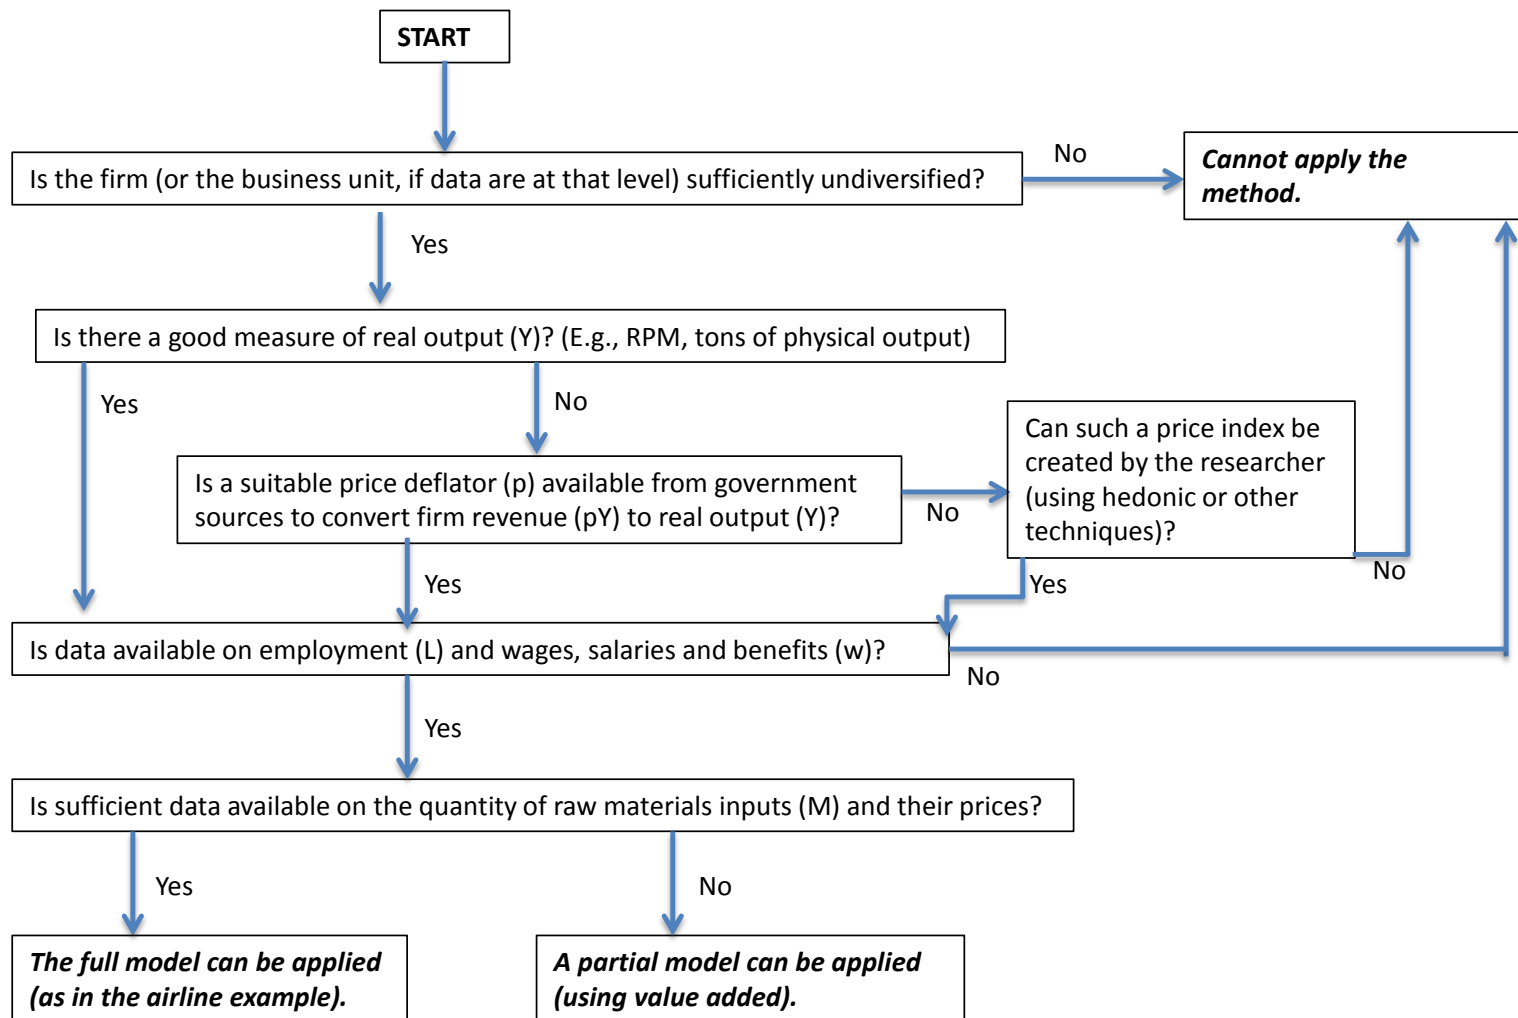 START
Is the firm (or the business unit, if data are at that level) sufficiently undiversified?
No
Cannot apply the
method.
Yes
Is there a good measure of real output (Y)? (E.g., RPM, tons of physical output)
Yes
No
Can such a price index be
created by the researcher
(using hedonic or other
techniques)?
Is a suitable price deflator (p) available from government
sources to convert firm revenue (pY) to real output (Y)?
No
No
Yes
Yes
Is data available on employment (L) and wages, salaries and benefits (w)?
No
Yes
Is sufficient data available on the quantity of raw materials inputs (M) and their prices?
Yes
No
The full model can be applied
(as in the airline example).
A partial model can be applied
(using value added).